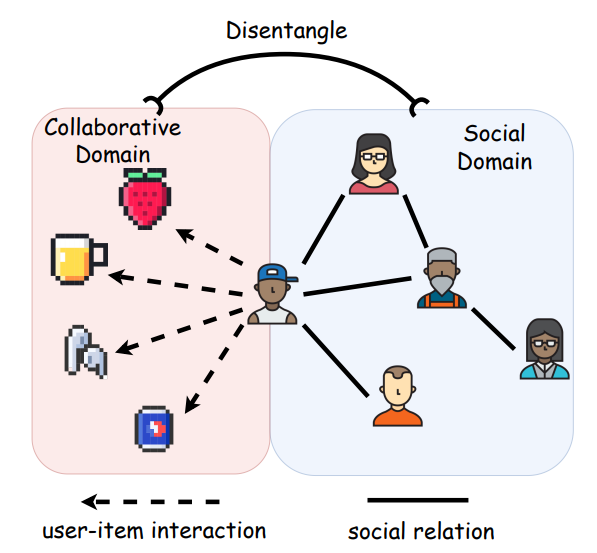 Disentangle
Collaborative
Domain
Social
Domain
user-item interaction
social relation